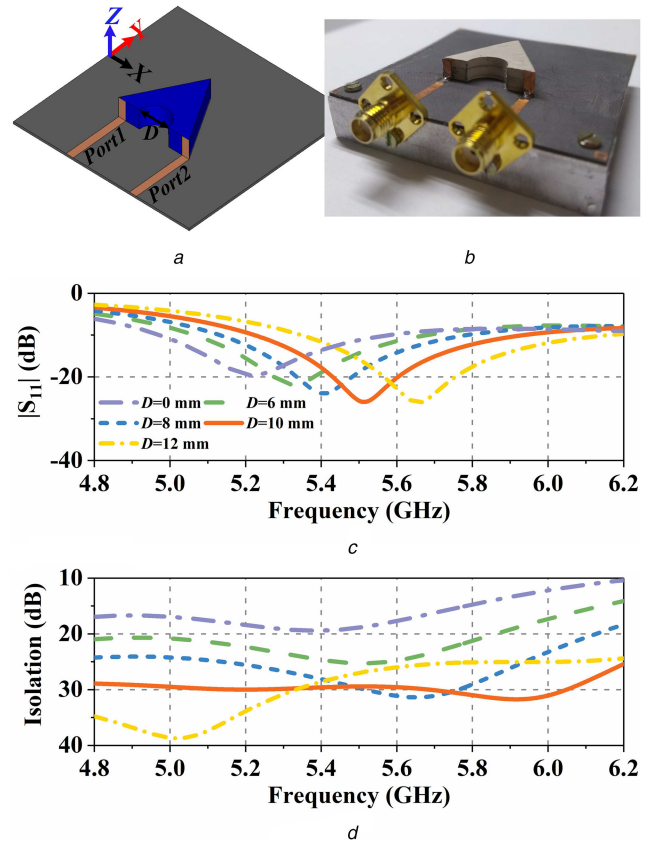 Z
Y
X
D
Port1
Port2
a
b
0
-20
-40
|S11| (dB)
D=0 mm
D=6 mm
D=8 mm
D=10 mm
D=12 mm
4.8 5.0 5.2 5.4 5.6 5.8 6.0 6.2
Frequency (GHz)
c
10
20
30
40
Isolation (dB)
4.8 5.0 5.2 5.4 5.6 5.8 6.0 6.2
Frequency (GHz)
d